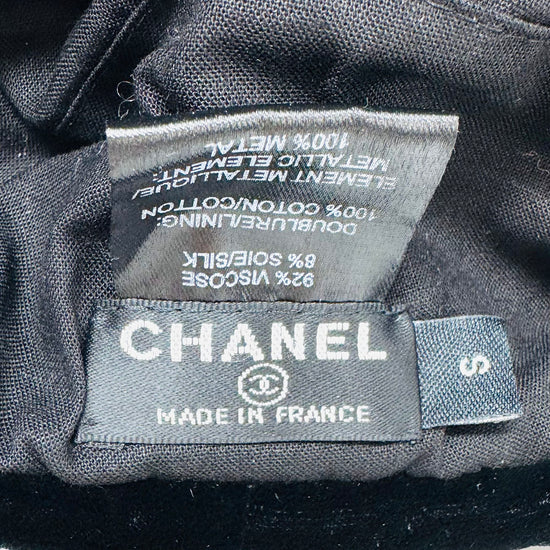 92% VISCOSE
8% SOIE/SILK
DOUBLURE/LINING:
100% COTON/COTTON
ELEMENT METALLIQUE/
METALLIC ELEMENT:
100% METAL
CHANEL
MADE IN FRANCE
S